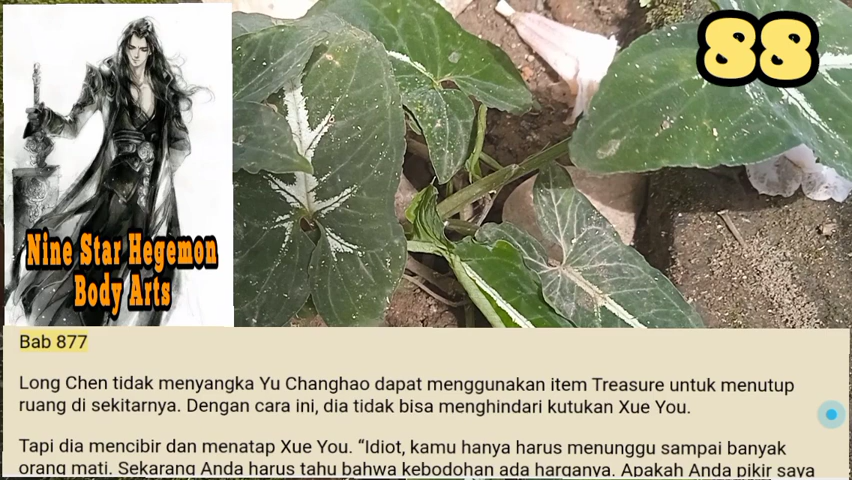 88
Nine Star Hegemon
Body Arts
Bab 877
Long Chen tidak menyangka Yu Changhao dapat menggunakan item Treasure untuk menutup
ruang di sekitarnya. Dengan cara ini, dia tidak bisa menghindari kutukan Xue You.
Tapi dia mencibir dan menatap Xue You. “Idiot, kamu hanya harus menunggu sampai banyak
orang mati. Sekarang Anda harus tahu bahwa kebodohan ada harganya. Apakah Anda pikir saya